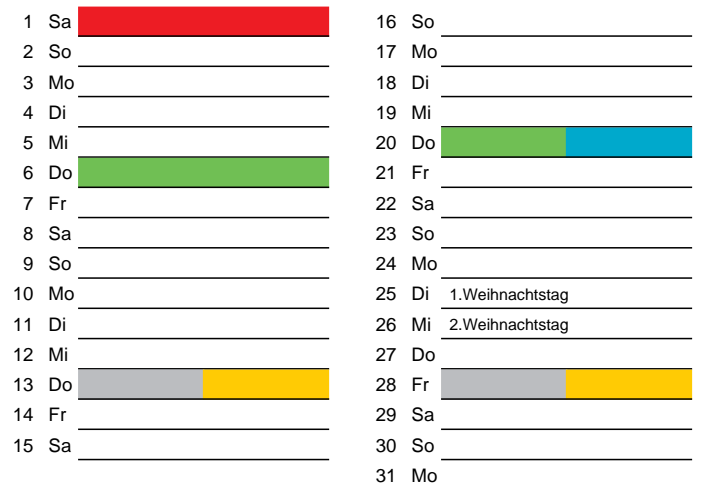 1 Sa
2 So
3 Mo
4 Di
5 Mi
6 Do
7 Fr
8 Sa
9 So
10 Mo
11 Di
12 Mi
13 Do
14 Fr
15 Sa
16 So
17 Mo
18 Di
19 Mi
20 Do
21 Fr
22 Sa
23 So
24 Mo
25 Di 1.Weihnachtstag
26 Mi 2.Weihnachtstag
27 Do
28 Fr
29 Sa
30 So
31 Mo